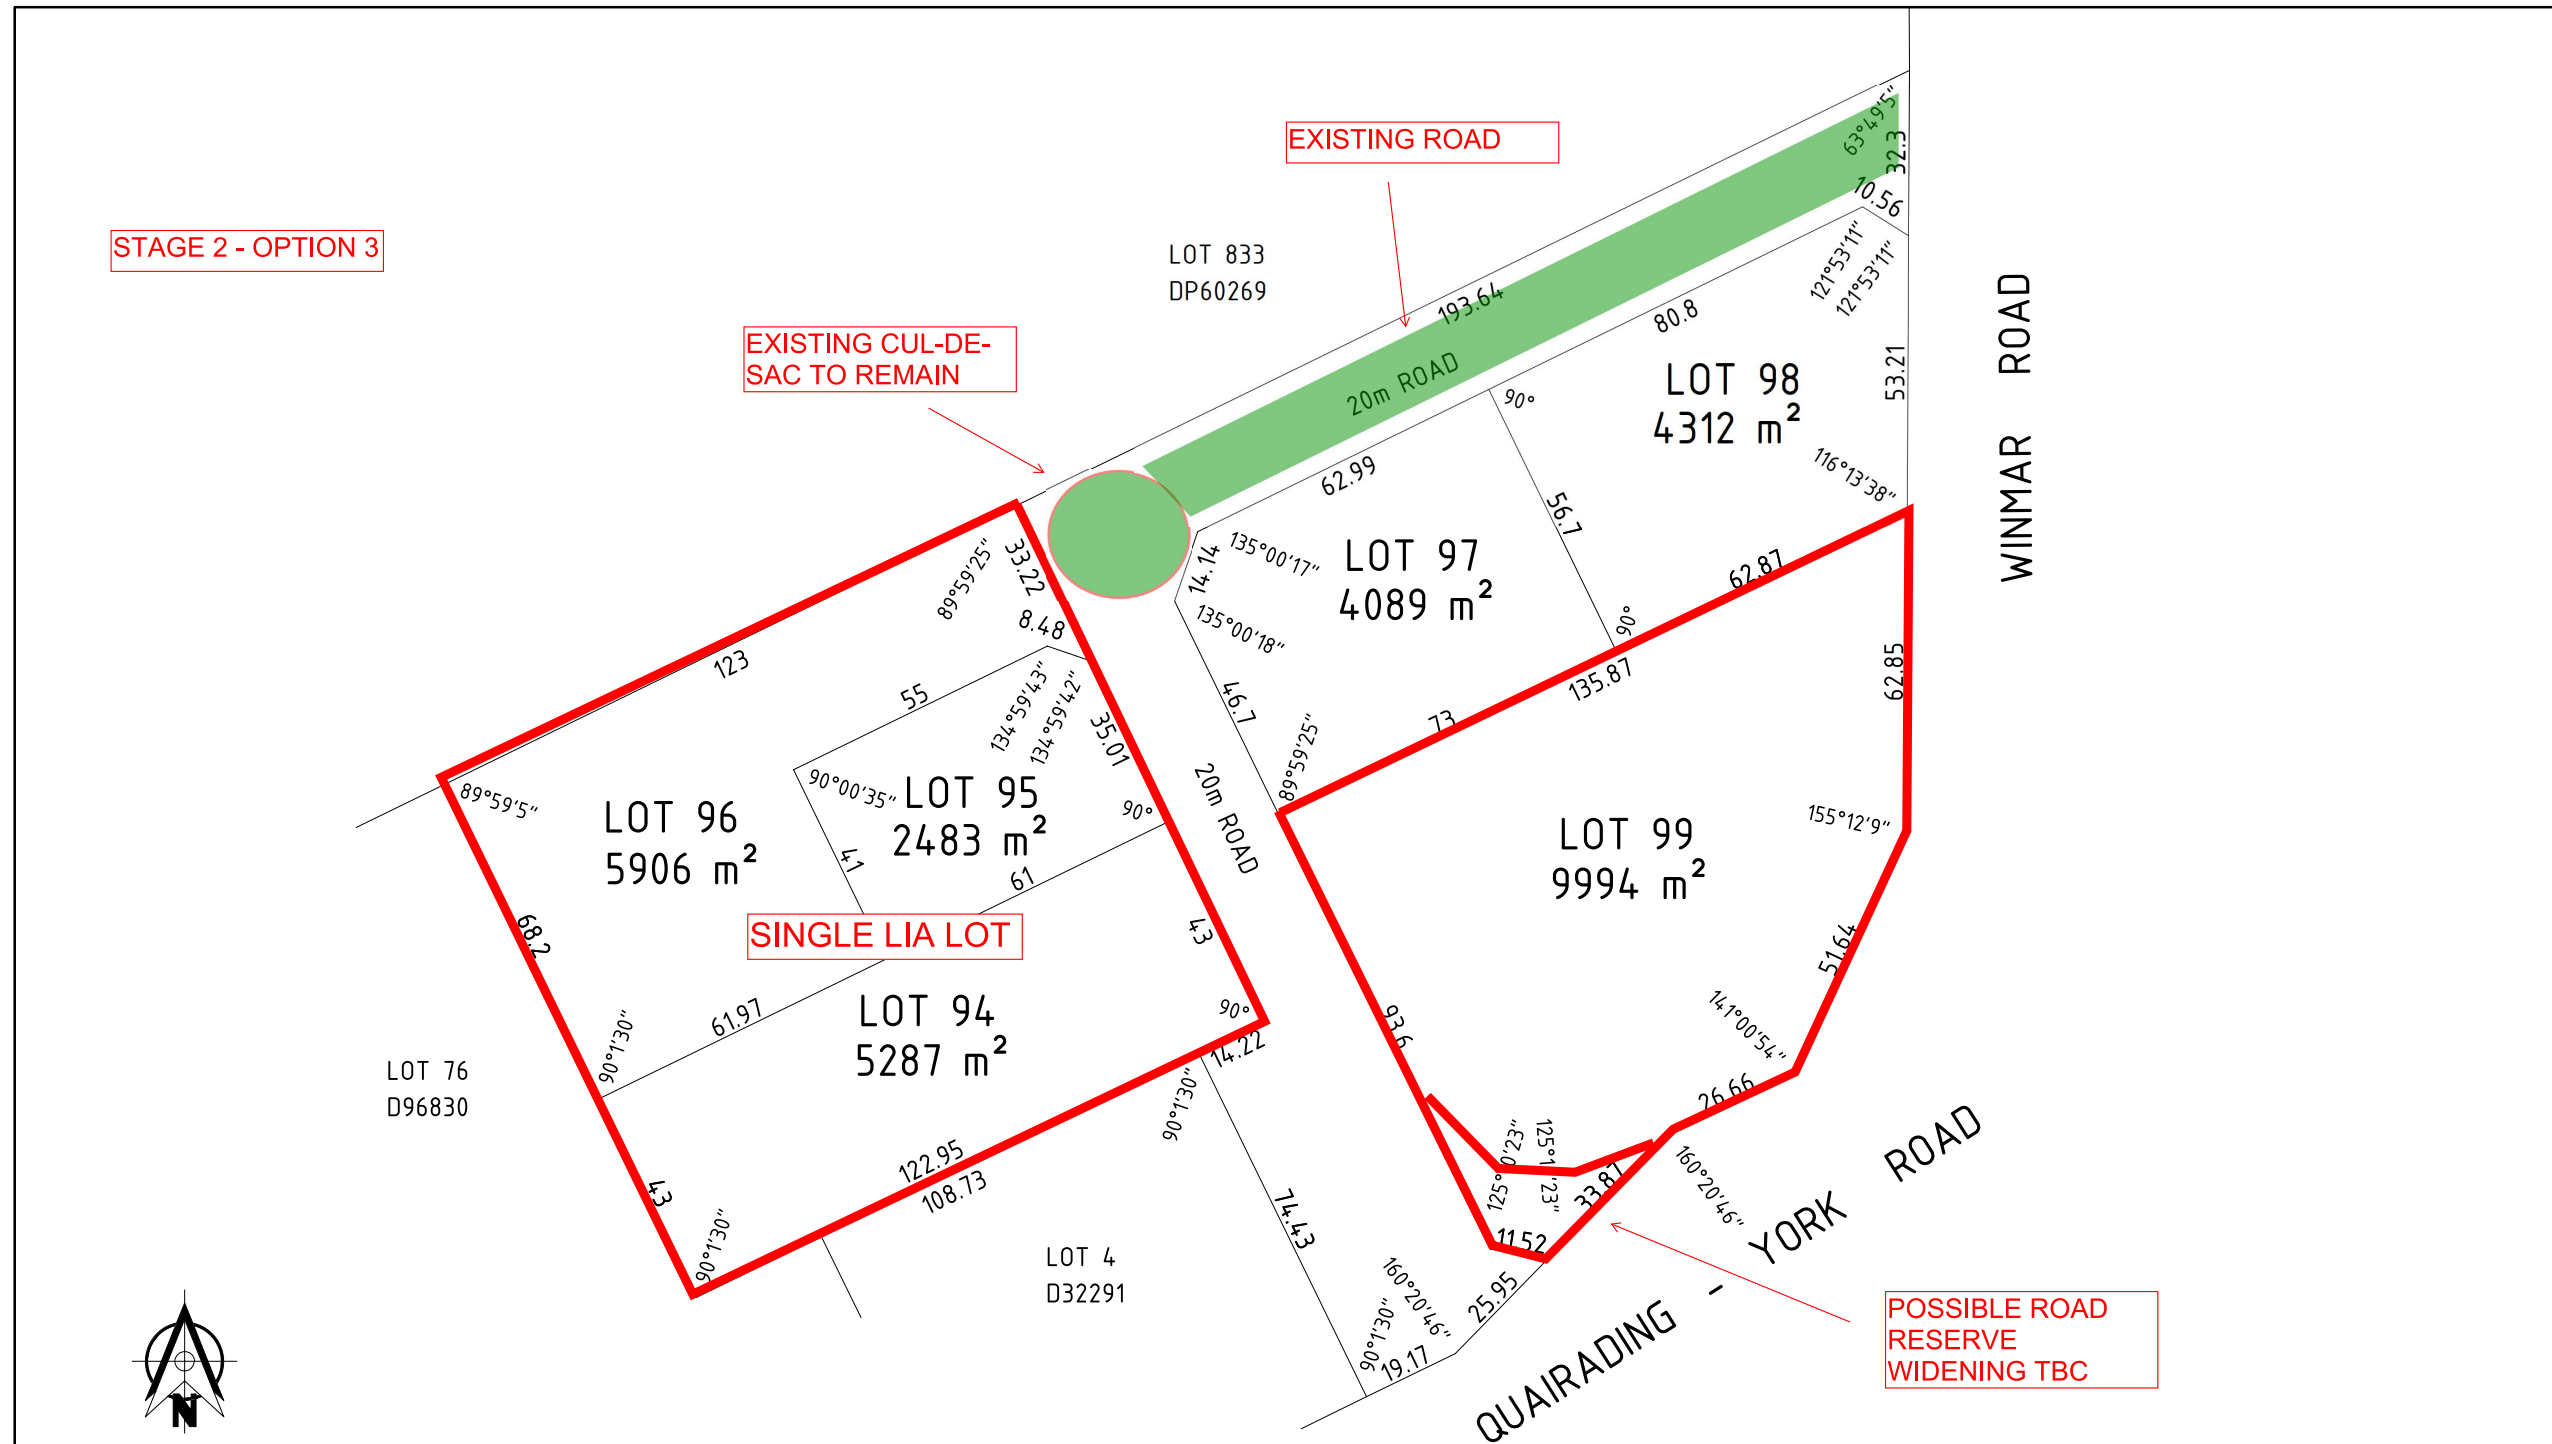 STAGE 2 - OPTION 3
EXISTING ROAD
63°49'5"
32.3
10.56
LOT 833
DP60269
193.64
121°53'11"
121°53'11"
EXISTING CUL-DE-
SAC TO REMAIN
20m ROAD
80.8
53.21
WINMAR ROAD
LOT 98
4312 m²
62.99
90°
116°13'38"
56.7
89°59'25"
33.22
14.14
135°00'17"
LOT 97
4089 m²
62.87
8.48
135°00'18"
90°
123
55
134°59'43"
134°59'42"
35.01
46.7
89°59'25"
73
135.87
62.85
89°59'5"
90°00'35"
LOT 95
2483 m²
90°
20m ROAD
LOT 96
5906 m²
41
61
155°12'9"
LOT 99
9994 m²
68.2
SINGLE LIA LOT
43
51.64
61.97
LOT 94
5287 m²
90°
14.22
93.6
141°00'54"
90°1'30"
LOT 76
D96830
90°1'30"
26.66
122.95
108.73
43
90°1'30"
125°0'23"
125°1'23"
33.87
160°20'46"
74.43
11.52
LOT 4
D32291
160°20'46"
25.95
90°1'30"
19.17
QUAIRADING - YORK ROAD
POSSIBLE ROAD
RESERVE
WIDENING TBC
N